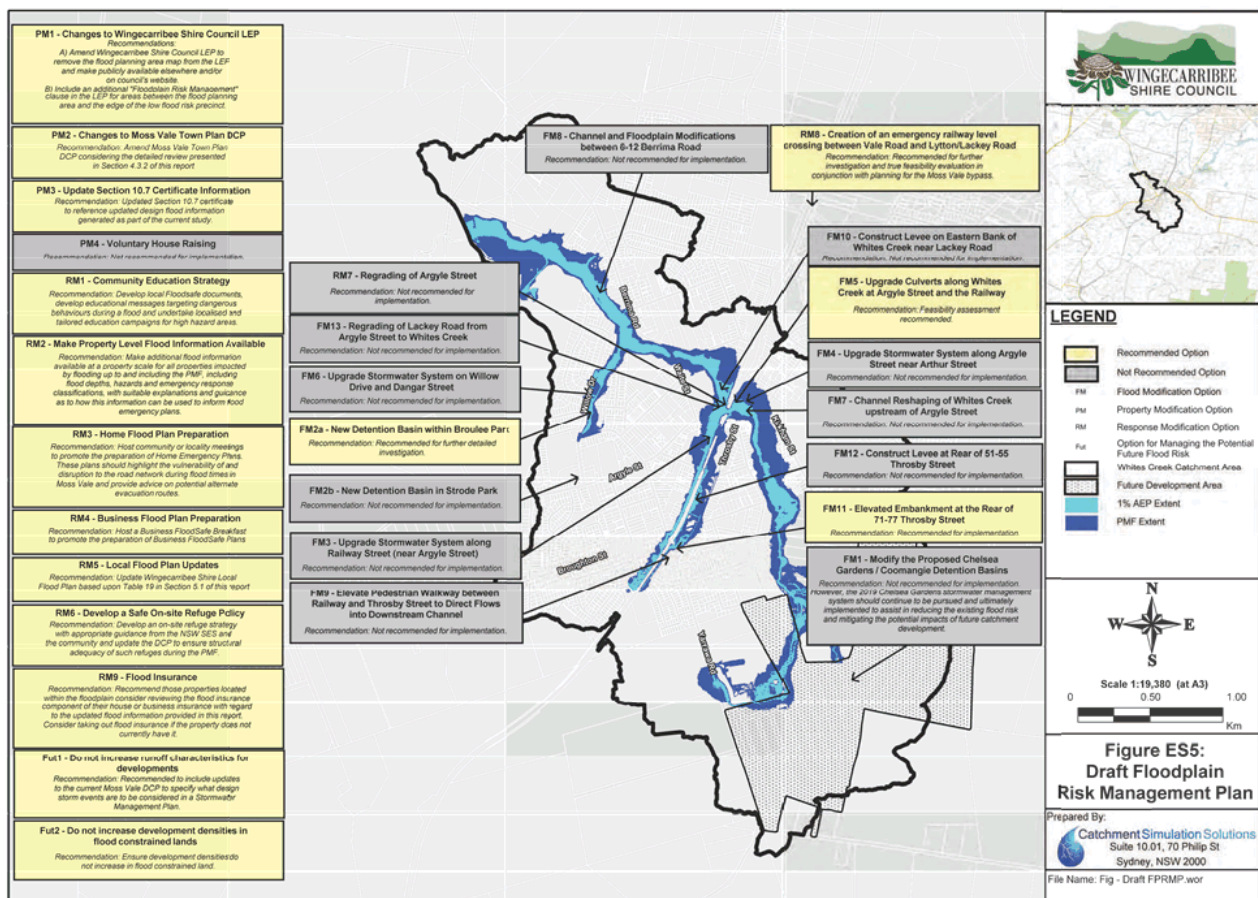 PM1 - Changes to Wingecarribee Shire Council LEP
Recommendations:
A) Amend Wingecarribee Shire Council LEP to
remove the flood planning area map from the LEP
and make publicly available elsewhere and/or
on council's website.
B) Include an additional "Floodplain Risk Management"
clause in the LEP for areas between the flood planning
area and the edge of the low flood risk precinct.
PM2 - Changes to Moss Vale Town Plan DCP
Recommendation: Amend Moss Vale Town Plan
DCP considering the detailed review presented
in Section 4.3.2 of this report
PM3 - Update Section 10.7 Certificate Information
Recommendation: Updated Section 10.7 certificate
to reference updated design flood information
generated as part of the current study.
PM4 - Voluntary House Raising
Recommendation: Not recommended for implementation.
RM1 - Community Education Strategy
Recommendation: Develop local Floodsafe documents,
develop educational messages targeting dangerous
behaviours during a flood and undertake localised and
tailored education campaigns for high hazard areas.
RM2 - Make Property Level Flood Information Available
Recommendation: Make additional flood information
available at a property scale for all properties impacted
by flooding up to and including the PMF, including
flood depths, hazards and emergency response
classifications, with suitable explanations and guidance
as to how this information can be used to inform flood
emergency plans.
RM3 - Home Flood Plan Preparation
Recommendation: Host community or locality meetings
to promote the preparation of Home Emergency Plans.
These plans should highlight the vulnerability of and
disruption to the road network during flood times in
Moss Vale and provide advice on potential alternate
evacuation routes.
RM4 - Business Flood Plan Preparation
Recommendation: Host a Business FloodSafe Breakfast
to promote the preparation of Business FloodSafe Plans
RM5 - Local Flood Plan Updates
Recommendation: Update Wingecarribee Shire Local
Flood Plan based upon Table 19 in Section 5.1 of this report
RM6 - Develop a Safe On-site Refuge Policy
Recommendation: Develop an on-site refuge strategy
with appropriate guidance from the NSW SES and
the community and update the DCP to ensure structural
adequacy of such refuges during the PMF.
RM9 - Flood Insurance
Recommendation: Recommend those properties located
within the floodplain consider reviewing the flood insurance
component of their house or business insurance with regard
to the updated flood information provided in this report.
Consider taking out flood insurance if the property does not
currently have it.
Fut1 - Do not increase runoff characteristics for
developments
Recommendation: Recommended to include updates
to the current Moss Vale DCP to specify what design
storm events are to be considered in a Stormwater
Management Plan.
Fut2 - Do not increase development densities in
flood constrained lands
Recommendation: Ensure development densities do
not increase in flood constrained land.
FM8 - Channel and Floodplain Modifications
between 6-12 Berrima Road
Recommendation: Not recommended for implementation.
RM7 - Regrading of Argyle Street
Recommendation: Not recommended for
implementation.
FM13 - Regrading of Lackey Road from
Argyle Street to Whites Creek
Recommendation: Not recommended for implementation.
FM6 - Upgrade Stormwater System on Willow
Drive and Dangar Street
Recommendation: Not recommended for implementation.
FM2a - New Detention Basin within Broulee Park
Recommendation: Recommended for further detailed
investigation.
FM2b - New Detention Basin in Strode Park
Recommendation: Not recommended for implementation.
FM3 - Upgrade Stormwater System along
Railway Street (near Argyle Street)
Recommendation: Not recommended for implementation.
FM9 - Elevate Pedestrian Walkway between
Railway and Throsby Street to Direct Flows
into Downstream Channel
Recommendation: Not recommended for implementation.
Berrima Rd
Waite St
Argyle St
Throsby St
Kirkham St
Broughton St
Yarrawa Rd
RM8 - Creation of an emergency railway level
crossing between Vale Road and Lytton/Lackey Road
Recommendation: Recommended for further
investigation and true feasibility evaluation in
conjunction with planning for the Moss Vale bypass.
FM10 - Construct Levee on Eastern Bank of
Whites Creek near Lackey Road
Recommendation: Not recommended for implementation.
FM5 - Upgrade Culverts along Whites
Creek at Argyle Street and the Railway
Recommendation: Feasibility assessment
recommended.
FM4 - Upgrade Stormwater System along Argyle
Street near Arthur Street
Recommendation: Not recommended for implementation.
FM7 - Channel Reshaping of Whites Creek
upstream of Argyle Street
Recommendation: Not recommended for implementation.
FM12 - Construct Levee at Rear of 51-55
Throsby Street
Recommendation: Not recommended for implementation.
FM11 - Elevated Embankment at the Rear of
71-77 Throsby Street
Recommendation: Recommended for implementation
FM1 - Modify the Proposed Chelsea
Gardens / Coomangie Detention Basins
Recommendation: Not recommended for implementation.
However, the 2019 Chelsea Gardens stormwater management
system should continue to be pursued and ultimately
implemented to assist in reducing the existing flood risk
and mitigating the potential impacts of future catchment
development.
WINGECARRIBEE
SHIRE COUNCIL
LEGEND
Recommended Option
Not Recommended Option
FM Flood Modification Option
PM Property Modification Option
RM Response Modification Option
Fut Option for Managing the Potential
Future Flood Risk
Whites Creek Catchment Area
Future Development Area
1% AEP Extent
PMF Extent
N
W E
S
Scale 1:19,380 (at A3)
0 0.50 1.00
Km
Figure ES5:
Draft Floodplain
Risk Management Plan
Prepared By:
Catchment Simulation Solutions
Suite 10.01, 70 Philip St
Sydney, NSW 2000
File Name: Fig - Draft FPRMP.wor